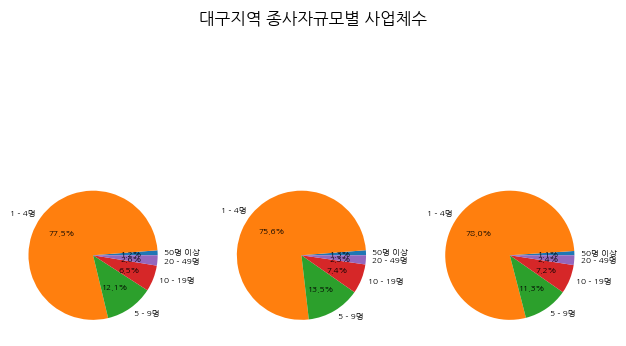 대구지역 종사자규모별 사업체수
1 - 4명
77.5%
50명 이상
20 - 49명
6.5%
10 - 19명
12.1%
5 - 9명
1 - 4명
75.6%
50명 이상
20 - 49명
7.4%
10 - 19명
13.5%
5 - 9명
1 - 4명
78.0%
1.1%
50명 이상
2.4%
20 - 49명
7.2%
10 - 19명
11.3%
5 - 9명